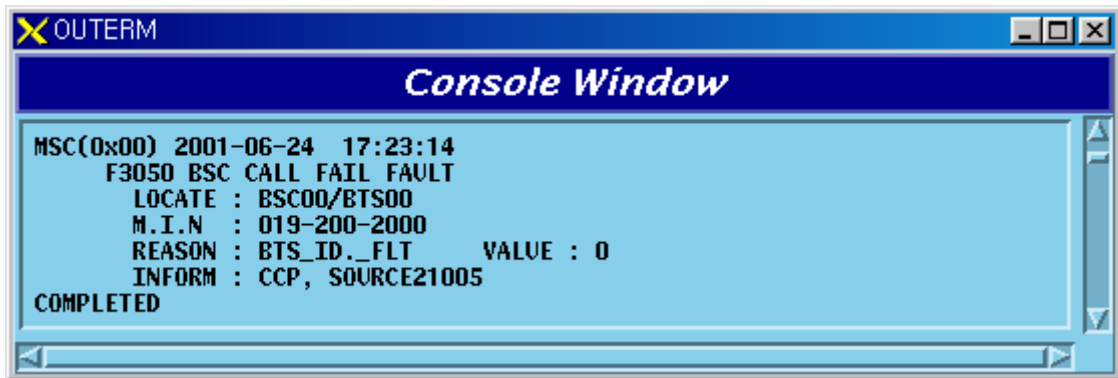 OUTERM
Console Window
MSC(0x00) 2001-06-24 17:23:14
F3050 BSC CALL FAIL FAULT
LOCATE : BSC00/BTS00
M.I.N : 019-200-2000
REASON : BTS_ID._FLT VALUE : 0
INFORM : CCP, SOURCE21005
COMPLETED